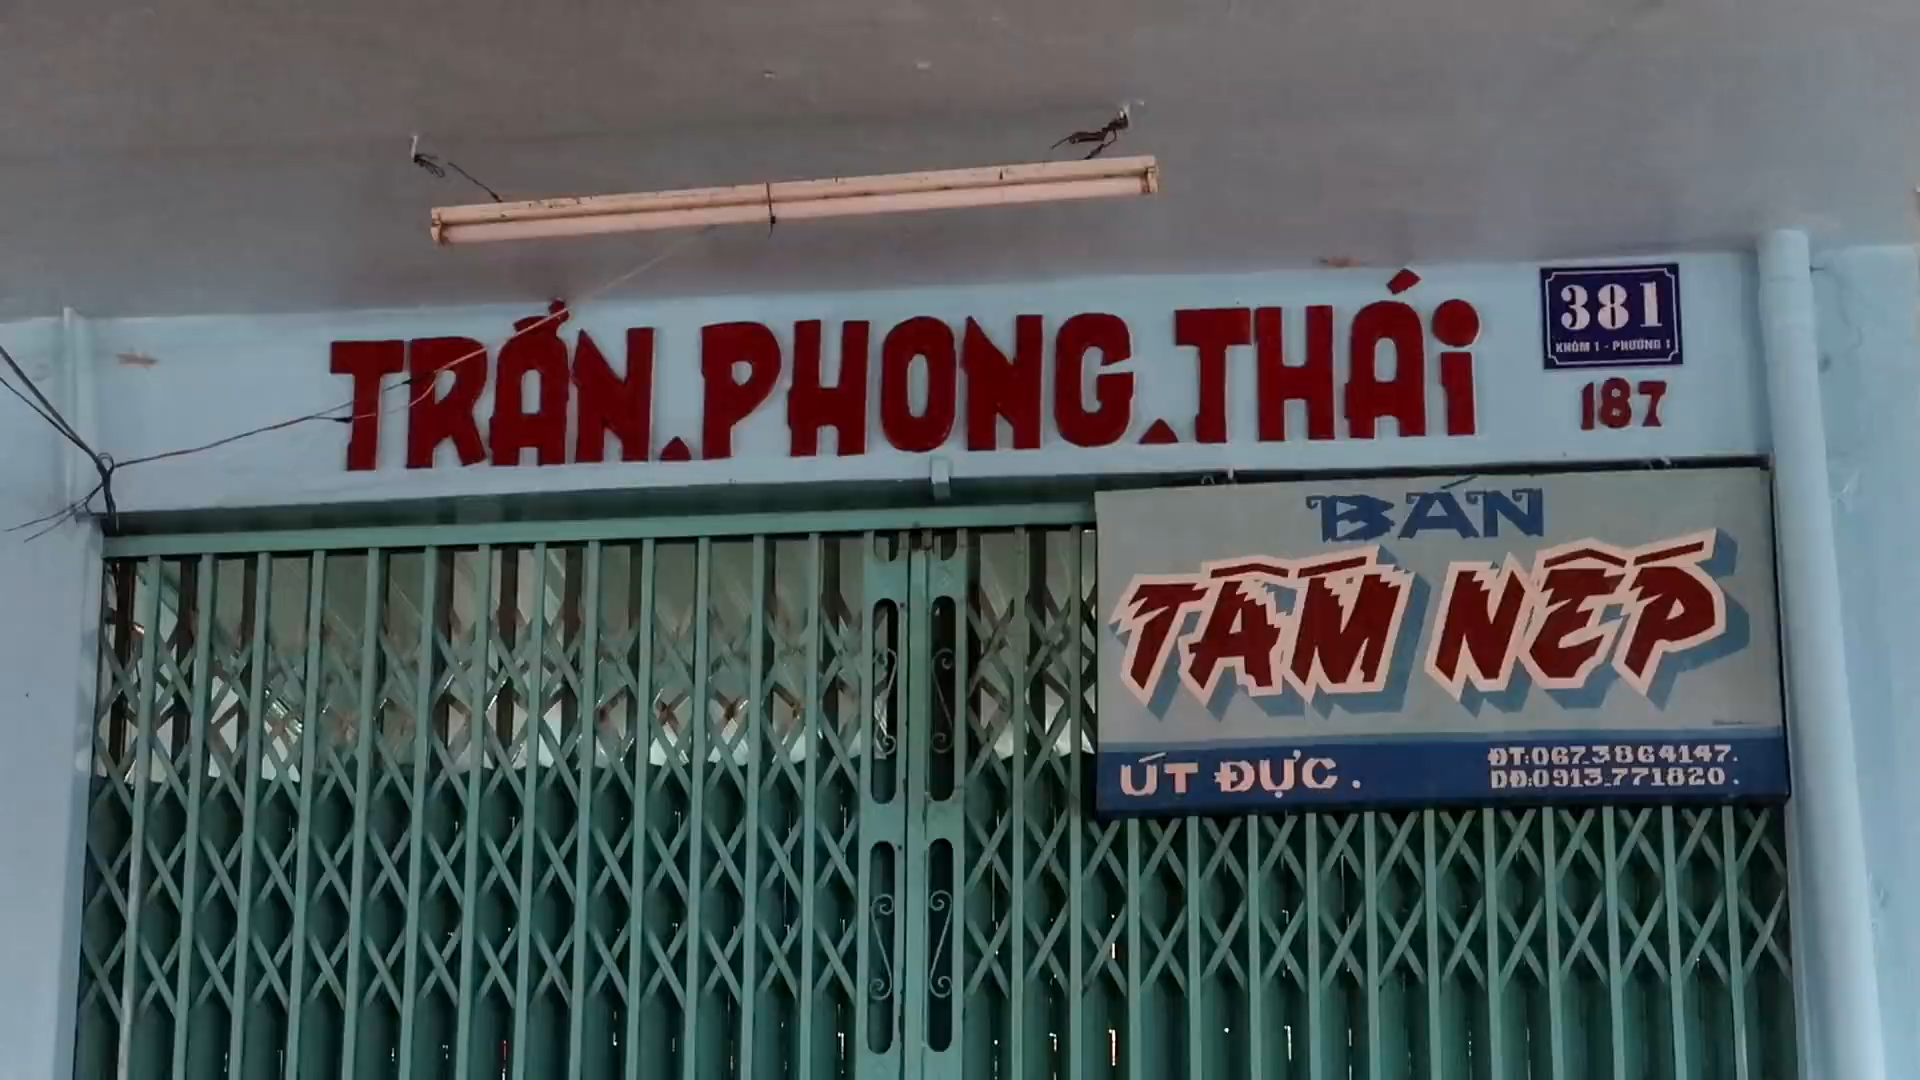 TRẦN.PHONG.THÁI
381
KHÓM 1 - PHƯỜNG 1
187
BÁN
TẤM NẾP
ÚT ĐỰC.
ĐT:067.3864147.
DĐ:0913.771820.